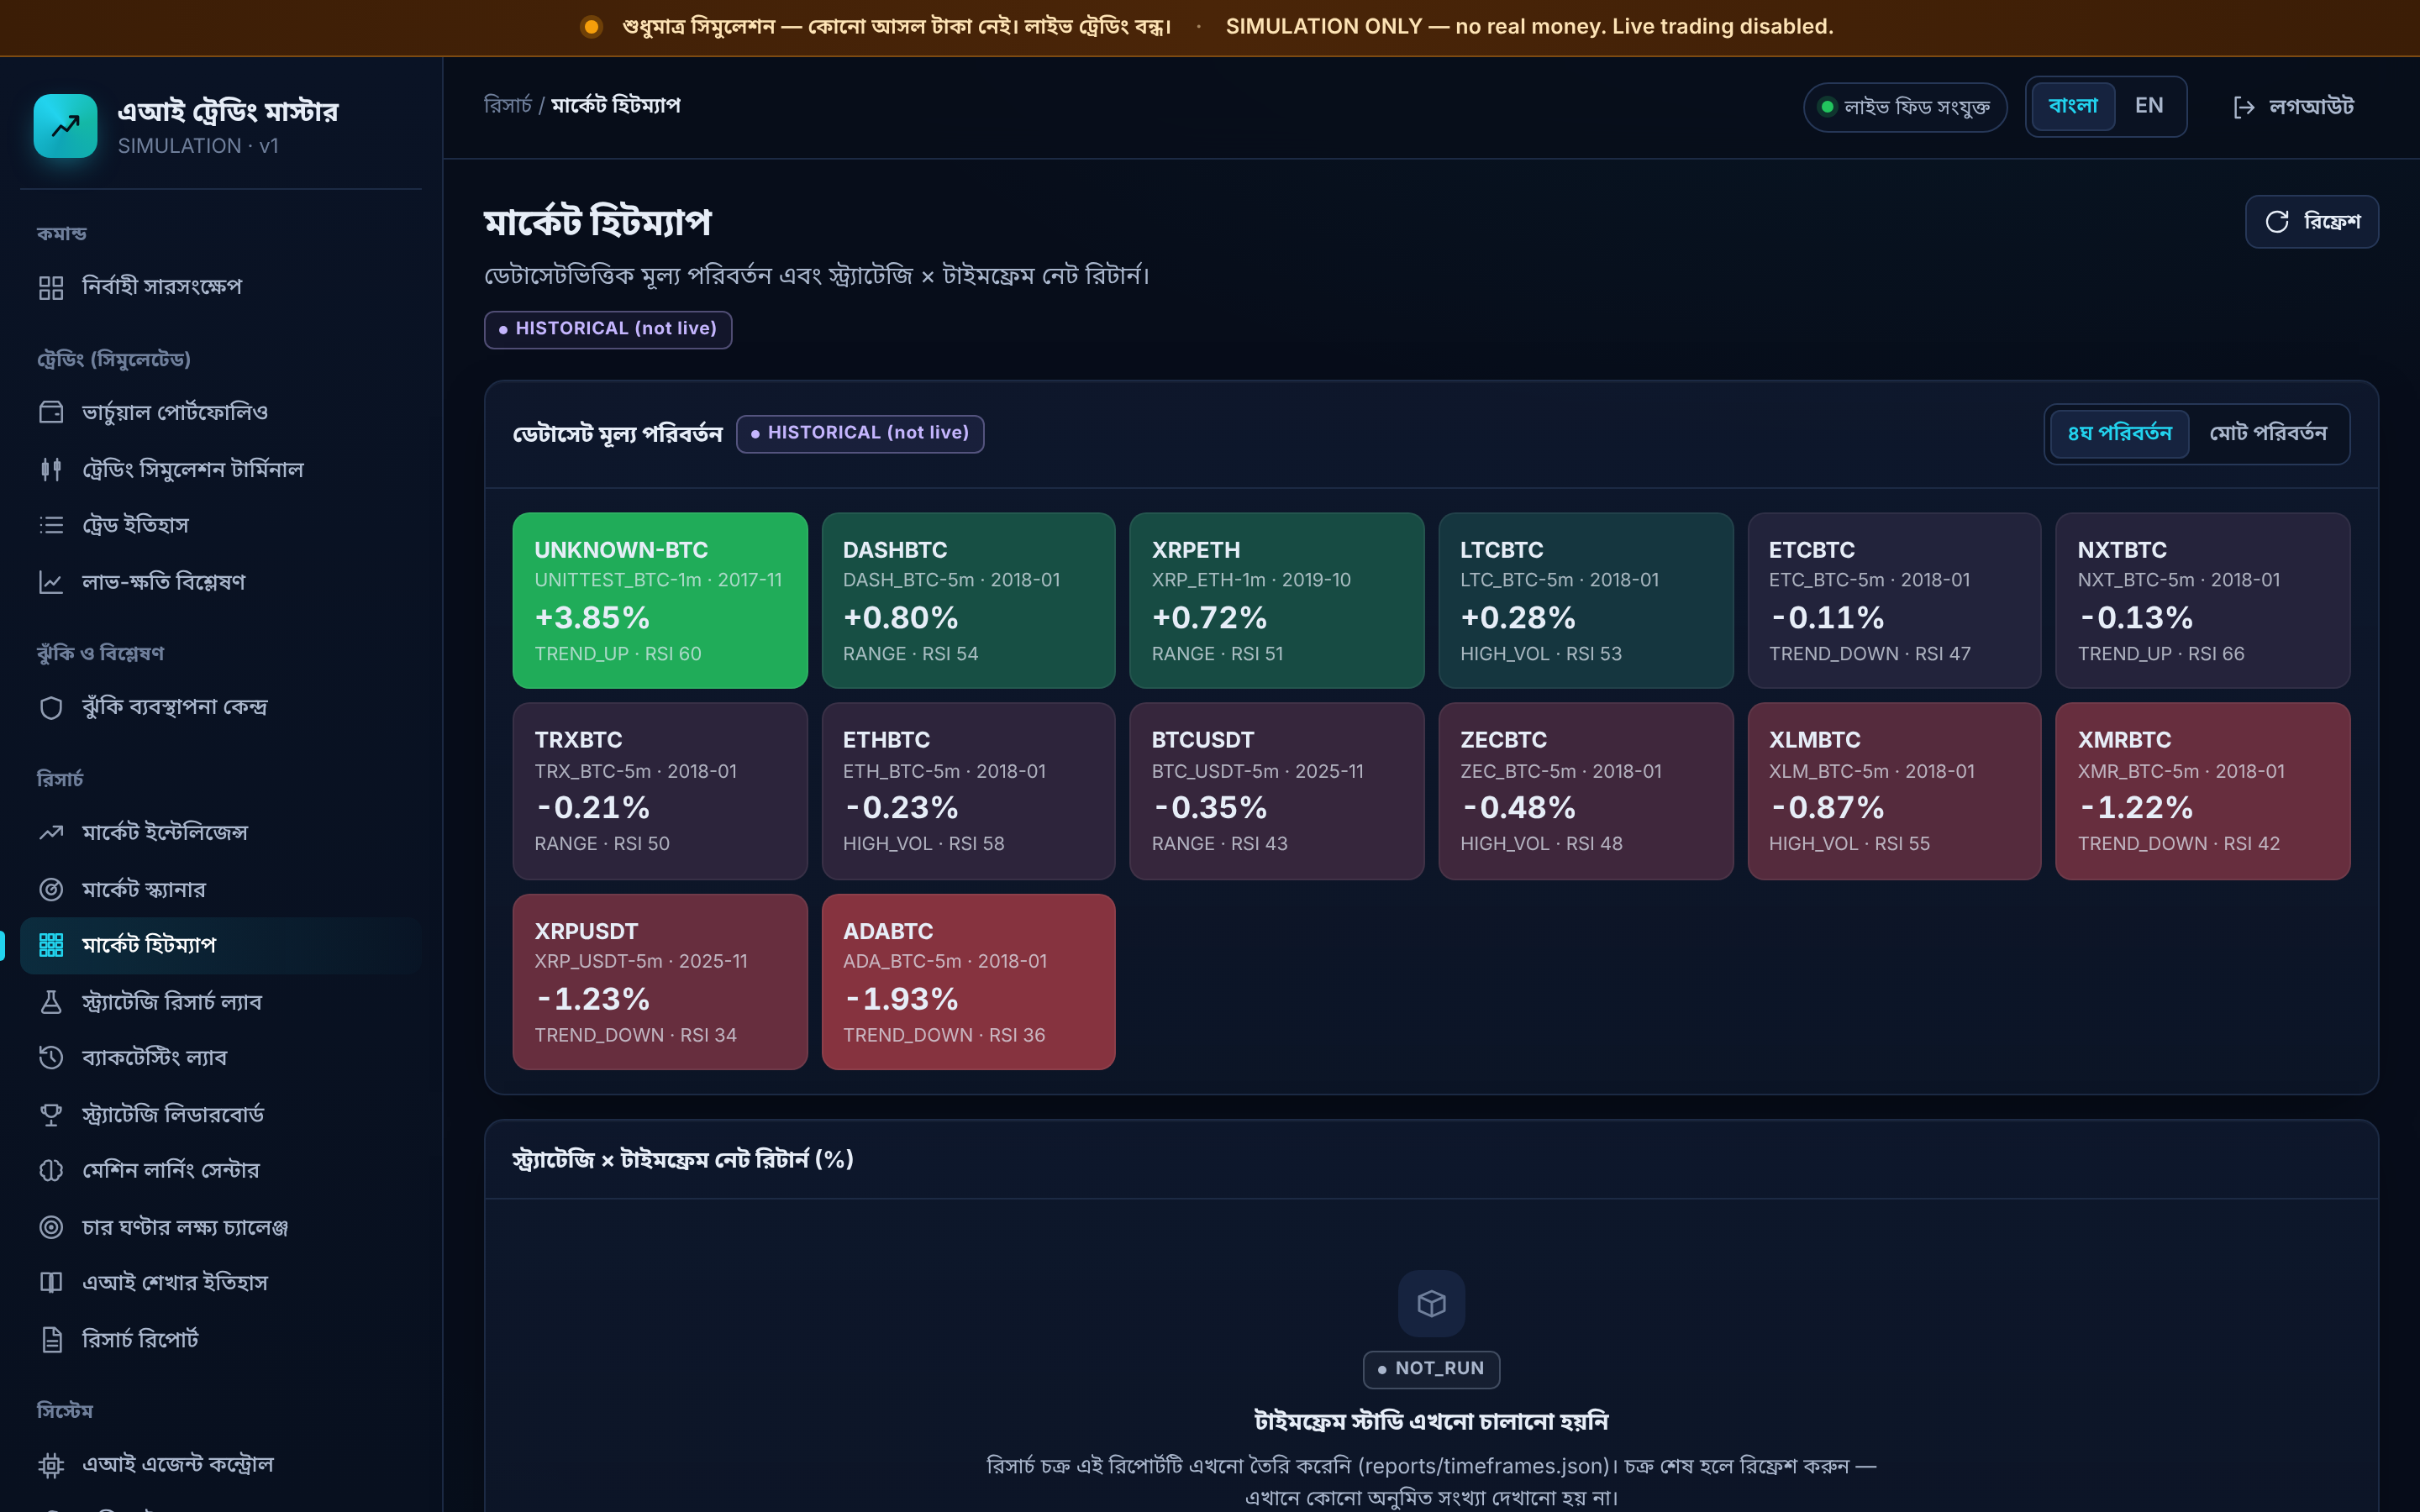 শুধুমাত্র সিমুলেশন — কোনো আসল টাকা নেই। লাইভ ট্রেডিং বন্ধ। · SIMULATION ONLY — no real money. Live trading disabled.
এআই ট্রেডিং মাস্টার
SIMULATION · v1
রিসার্চ / মার্কেট হিটম্যাপ
লাইভ ফিড সংযুক্ত
বাংলা
EN
লগআউট
কমান্ড
নির্বাহী সারসংক্ষেপ
ট্রেডিং (সিমুলেটেড)
ভার্চুয়াল পোর্টফোলিও
ট্রেডিং সিমুলেশন টার্মিনাল
ট্রেড ইতিহাস
লাভ-ক্ষতি বিশ্লেষণ
ঝুঁকি ও বিশ্লেষণ
ঝুঁকি ব্যবস্থাপনা কেন্দ্র
রিসার্চ
মার্কেট ইন্টেলিজেন্স
মার্কেট স্ক্যানার
মার্কেট হিটম্যাপ
স্ট্র্যাটেজি রিসার্চ ল্যাব
ব্যাকটেস্টিং ল্যাব
স্ট্র্যাটেজি লিডারবোর্ড
মেশিন লার্নিং সেন্টার
চার ঘণ্টার লক্ষ্য চ্যালেঞ্জ
এআই শেখার ইতিহাস
রিসার্চ রিপোর্ট
সিস্টেম
এআই এজেন্ট কন্ট্রোল
মার্কেট হিটম্যাপ
রিফ্রেশ
ডেটাসেটভিত্তিক মূল্য পরিবর্তন এবং স্ট্র্যাটেজি × টাইমফ্রেম নেট রিটার্ন।
HISTORICAL (not live)
ডেটাসেট মূল্য পরিবর্তন
HISTORICAL (not live)
৪ঘ পরিবর্তন
মোট পরিবর্তন
UNKNOWN-BTC
UNITTEST_BTC-1m · 2017-11
+3.85%
TREND_UP · RSI 60
DASHBTC
DASH_BTC-5m · 2018-01
+0.80%
RANGE · RSI 54
XRPETH
XRP_ETH-1m · 2019-10
+0.72%
RANGE · RSI 51
LTCBTC
LTC_BTC-5m · 2018-01
+0.28%
HIGH_VOL · RSI 53
ETCBTC
ETC_BTC-5m · 2018-01
-0.11%
TREND_DOWN · RSI 47
NXTBTC
NXT_BTC-5m · 2018-01
-0.13%
TREND_UP · RSI 66
TRXBTC
TRX_BTC-5m · 2018-01
-0.21%
RANGE · RSI 50
ETHBTC
ETH_BTC-5m · 2018-01
-0.23%
HIGH_VOL · RSI 58
BTCUSDT
BTC_USDT-5m · 2025-11
-0.35%
RANGE · RSI 43
ZECBTC
ZEC_BTC-5m · 2018-01
-0.48%
HIGH_VOL · RSI 48
XLMBTC
XLM_BTC-5m · 2018-01
-0.87%
HIGH_VOL · RSI 55
XMRBTC
XMR_BTC-5m · 2018-01
-1.22%
TREND_DOWN · RSI 42
XRPUSDT
XRP_USDT-5m · 2025-11
-1.23%
TREND_DOWN · RSI 34
ADABTC
ADA_BTC-5m · 2018-01
-1.93%
TREND_DOWN · RSI 36
স্ট্র্যাটেজি × টাইমফ্রেম নেট রিটার্ন (%)
NOT_RUN
টাইমফ্রেম স্টাডি এখনো চালানো হয়নি
রিসার্চ চক্র এই রিপোর্টটি এখনো তৈরি করেনি (reports/timeframes.json)। চক্র শেষ হলে রিফ্রেশ করুন —
এখানে কোনো অনুমিত সংখ্যা দেখানো হয় না।